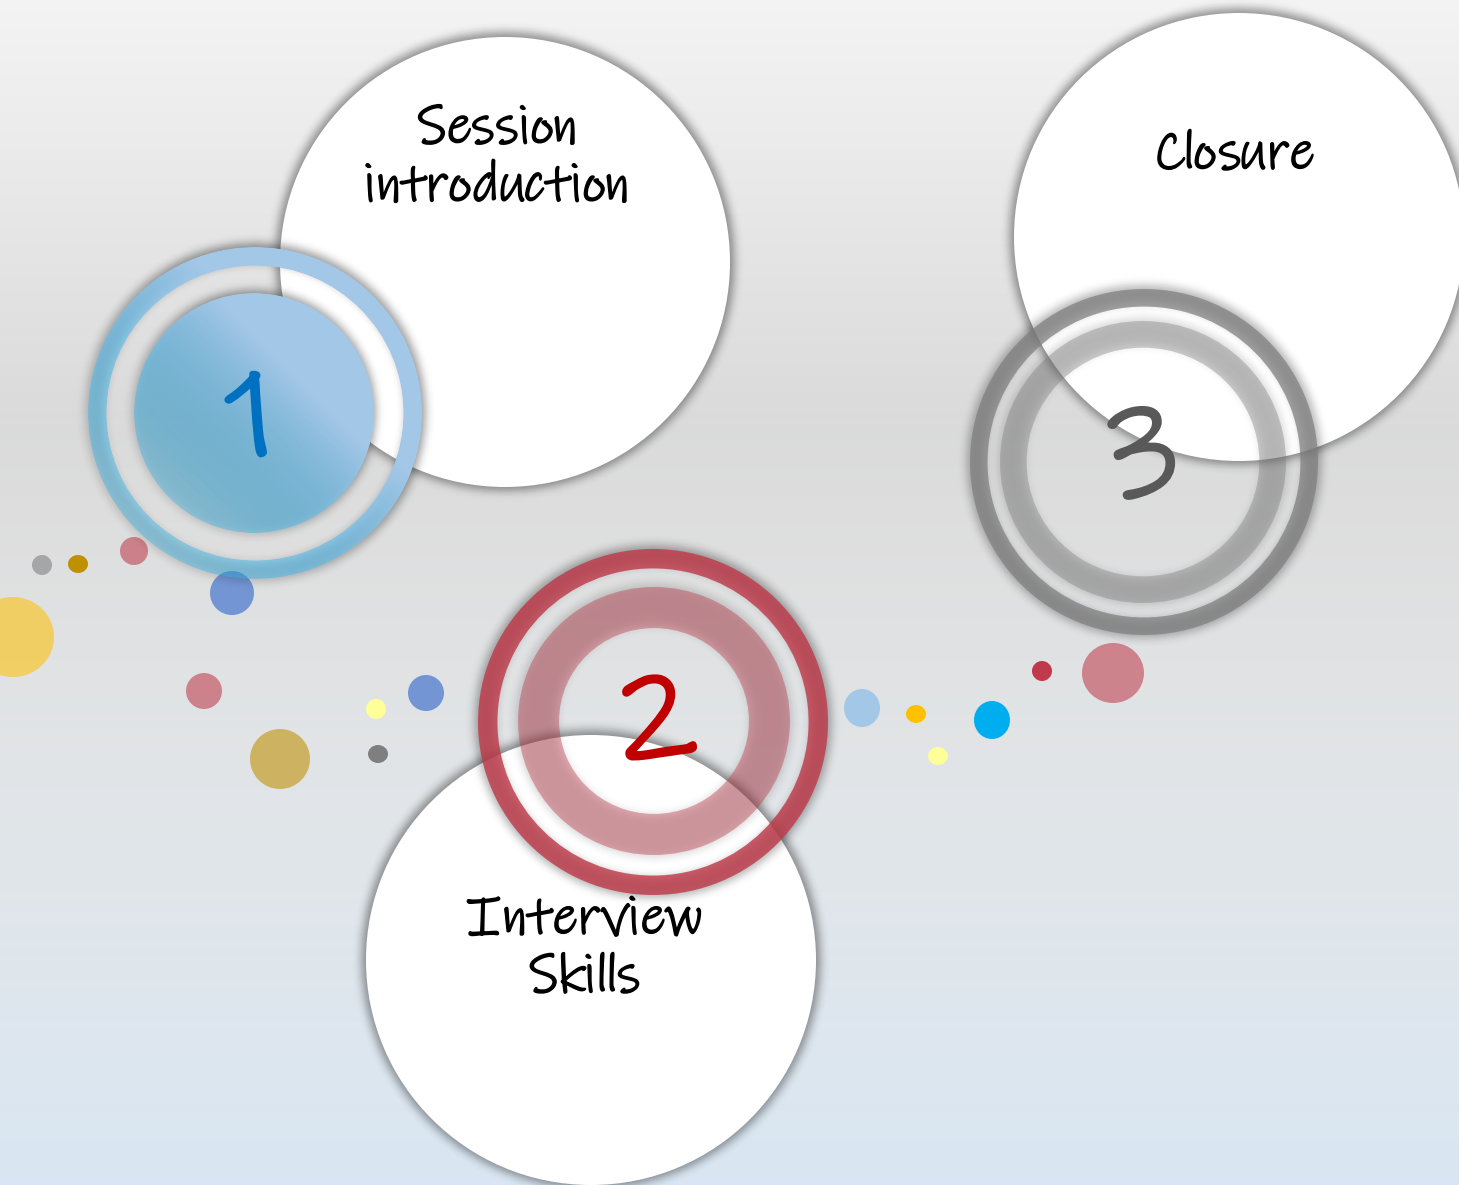 Session
introduction
1
2
Interview
Skills
Closure
3